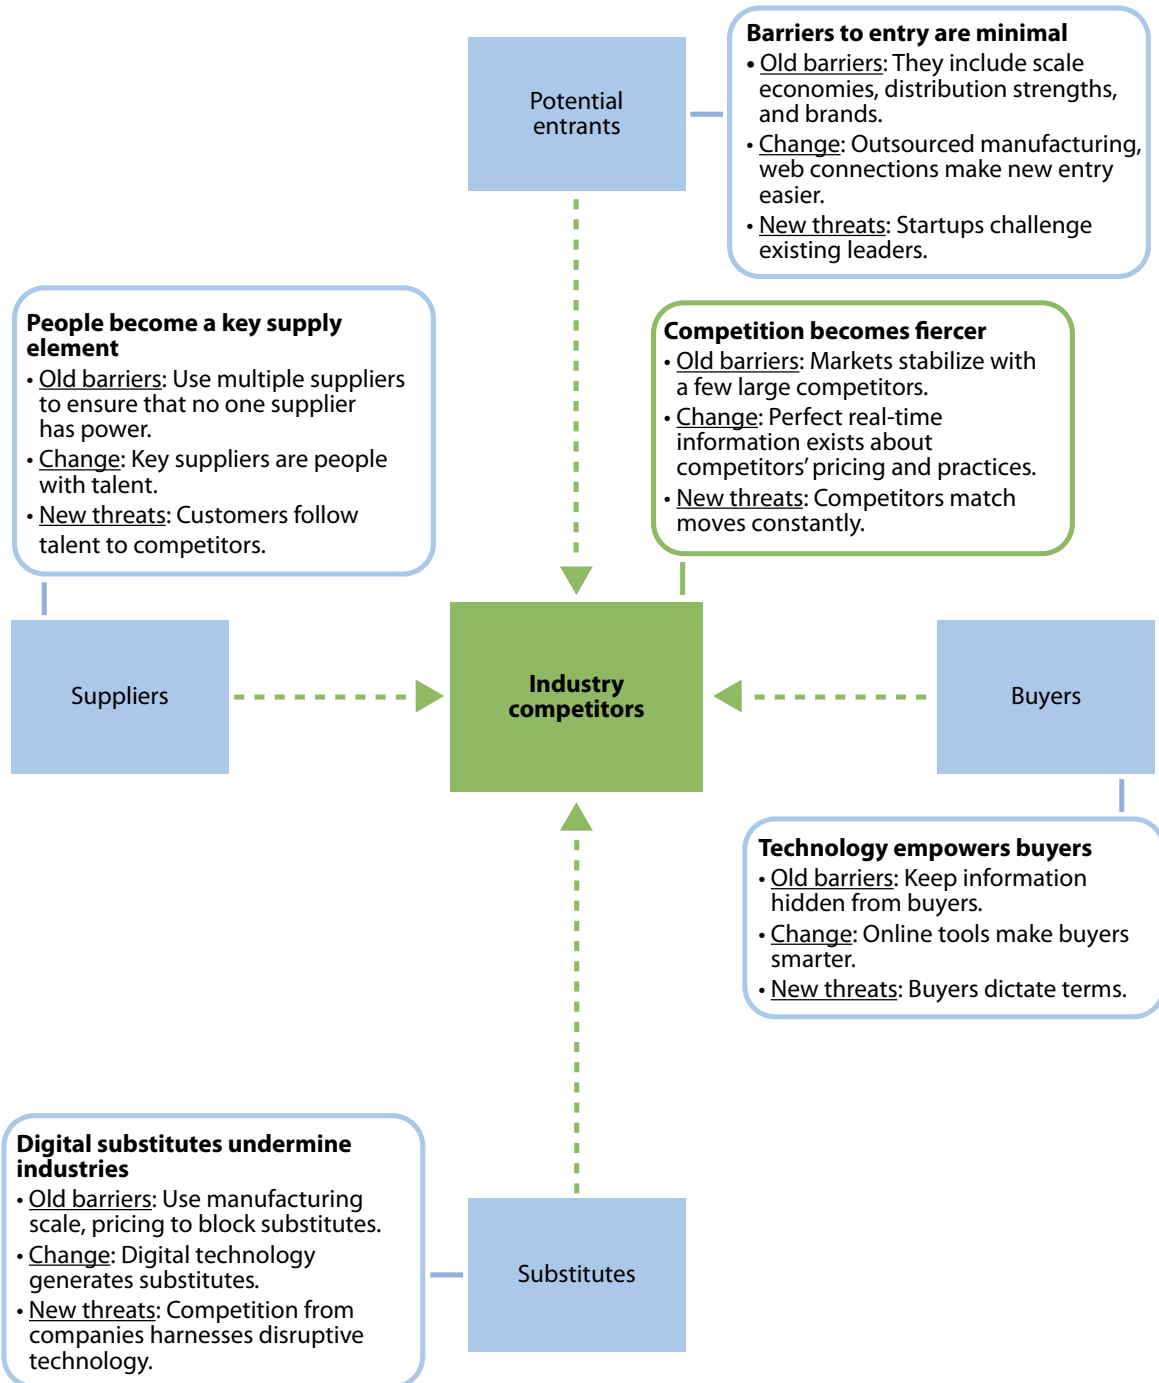 Potential
entrants
Barriers to entry are minimal
• Old barriers: They include scale
economies, distribution strengths,
and brands.
• Change: Outsourced manufacturing,
web connections make new entry
easier.
• New threats: Startups challenge
existing leaders.
People become a key supply
element
• Old barriers: Use multiple suppliers
to ensure that no one supplier
has power.
• Change: Key suppliers are people
with talent.
• New threats: Customers follow
talent to competitors.
Competition becomes fiercer
• Old barriers: Markets stabilize with
a few large competitors.
• Change: Perfect real-time
information exists about
competitors’ pricing and practices.
• New threats: Competitors match
moves constantly.
Suppliers
Industry
competitors
Buyers
Technology empowers buyers
• Old barriers: Keep information
hidden from buyers.
• Change: Online tools make buyers
smarter.
• New threats: Buyers dictate terms.
Digital substitutes undermine
industries
• Old barriers: Use manufacturing
scale, pricing to block substitutes.
• Change: Digital technology
generates substitutes.
• New threats: Competition from
companies harnesses disruptive
technology.
Substitutes